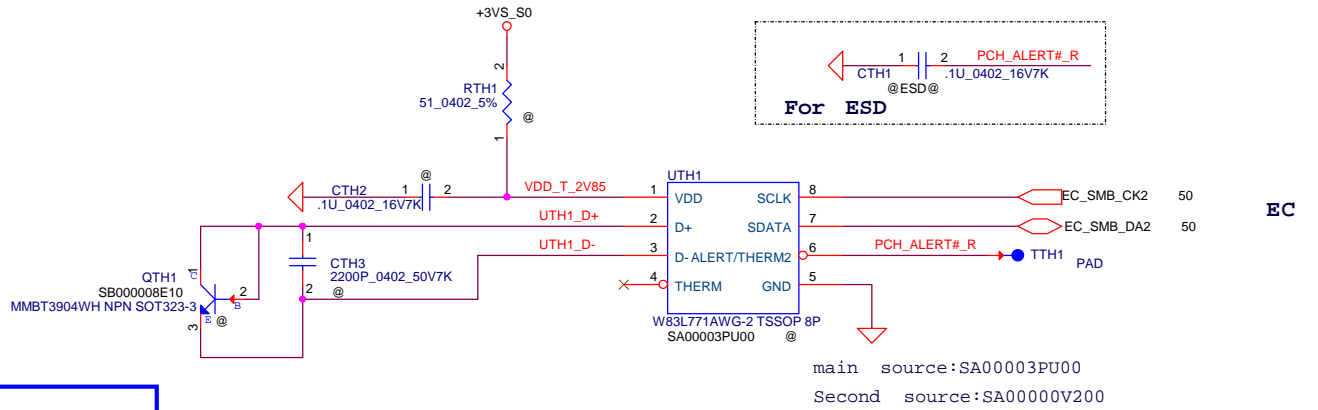 +3VS_S0
2
RTH1
51_0402_5%
@
1
1 2 PCH_ALERT#_R
CTH1 .1U_0402_16V7K
@ESD@
For ESD
@
CTH2 1 2 VDD_T_2V85
.1U_0402_16V7K
UTH1
1 VDD SCLK 8 EC_SMB_CK2 50
UTH1_D+ 2 D+ SDATA 7 EC_SMB_DA2 50
EC
UTH1_D- 3 D- ALERT/THERM2 6 PCH_ALERT#_R TTH1
PAD
4 THERM GND 5
1
CTH3
2200P_0402_50V7K
2
@
QTH1
SB000008E10
MMBT3904WH NPN SOT323-3
C 1
B 2
E 3
@
W83L771AWG-2 TSSOP 8P
SA00003PU00 @
main source:SA00003PU00
Second source:SA00000V200